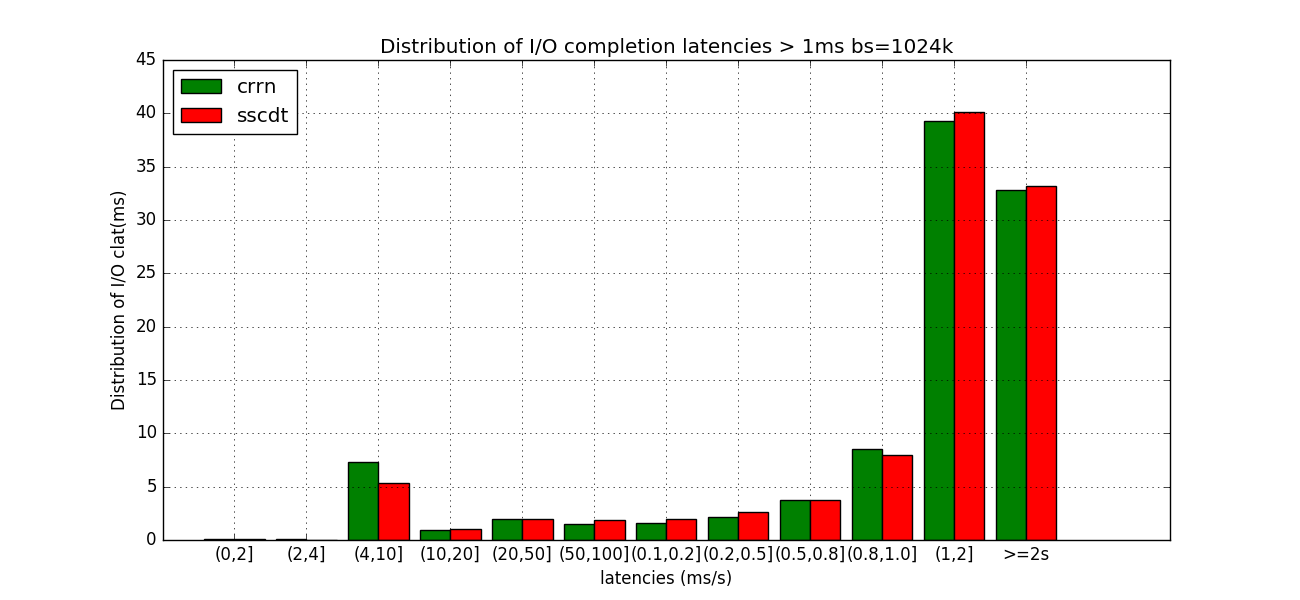 Distribution of I/O completion latencies > 1ms bs=1024k
crrn
sscdt
Distribution of I/O clat(ms)
45
40
35
30
25
20
15
10
5
0
(0,2] (2,4] (4,10] (10,20] (20,50] (50,100] (0.1,0.2] (0.2,0.5] (0.5,0.8] (0.8,1.0] (1,2] >=2s
latencies (ms/s)